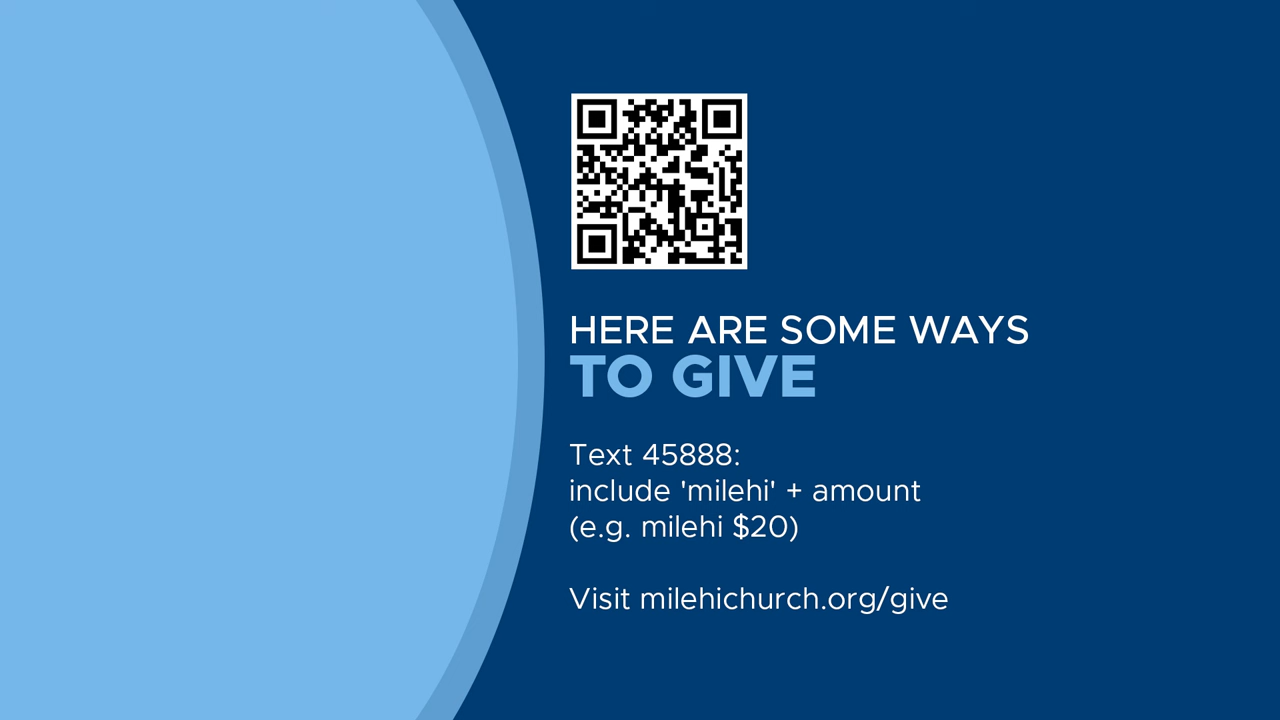 HERE ARE SOME WAYS
TO GIVE
Text 45888:
include 'milehi' + amount
(e.g. milehi $20)
Visit milehichurch.org/give